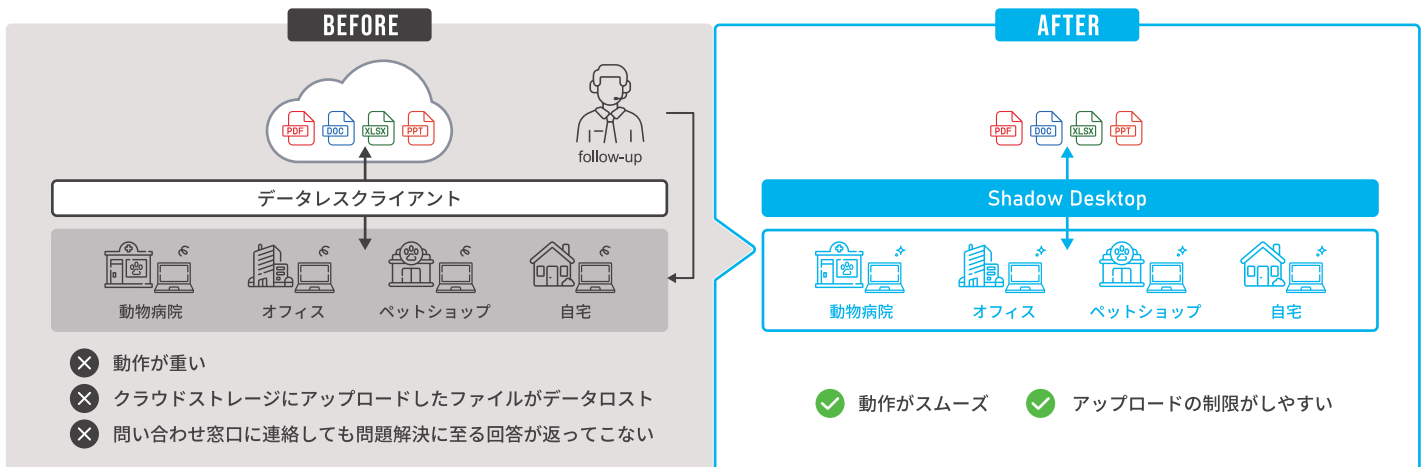 BEFORE
PDF DOC XLSX PPT
follow-up
データレスクライアント
動物病院 オフィス ペットショップ 自宅
動作が重い
クラウドストレージにアップロードしたファイルがデータロスト
問い合わせ窓口に連絡しても問題解決に至る回答が返ってこない
AFTER
PDF DOC XLSX PPT
Shadow Desktop
動物病院 オフィス ペットショップ 自宅
動作がスムーズ アップロードの制限がしやすい